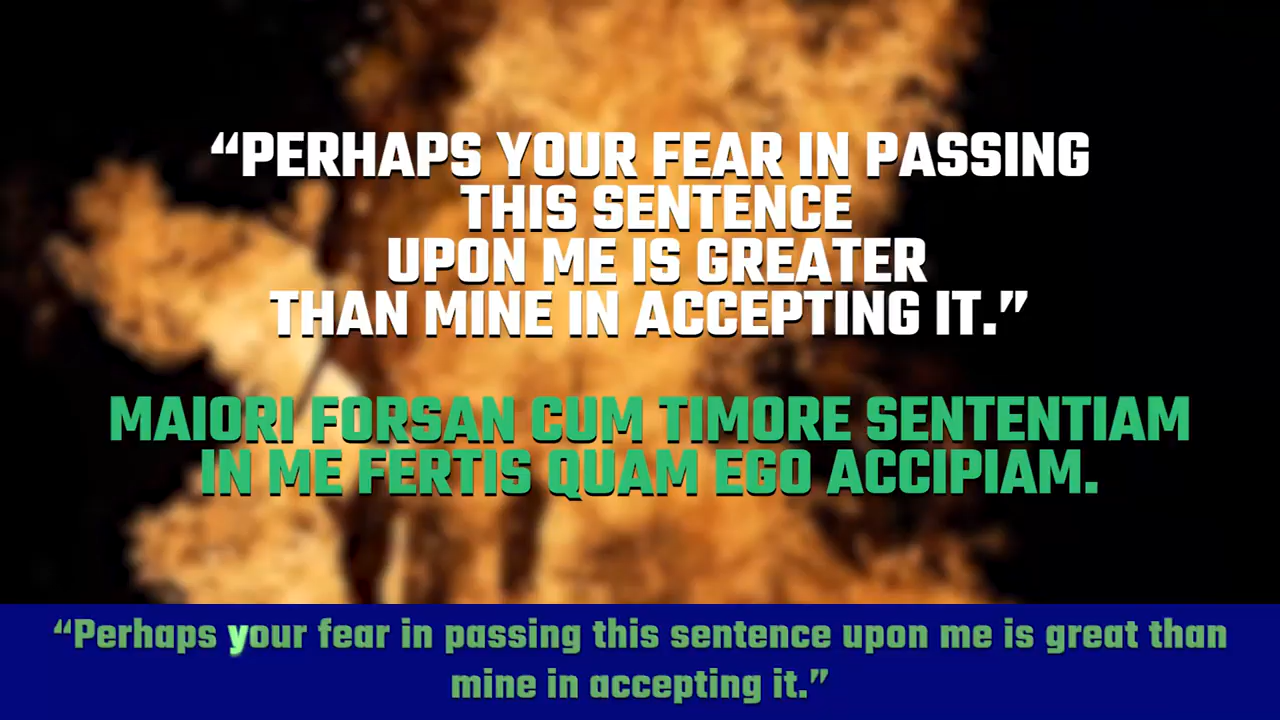 “PERHAPS YOUR FEAR IN PASSING
THIS SENTENCE
UPON ME IS GREATER
THAN MINE IN ACCEPTING IT.”
MAIORI FORSAN CUM TIMORE SENTENTIAM
IN ME FERTIS QUAM EGO ACCIPIAM.
“Perhaps your fear in passing this sentence upon me is great than
mine in accepting it.”